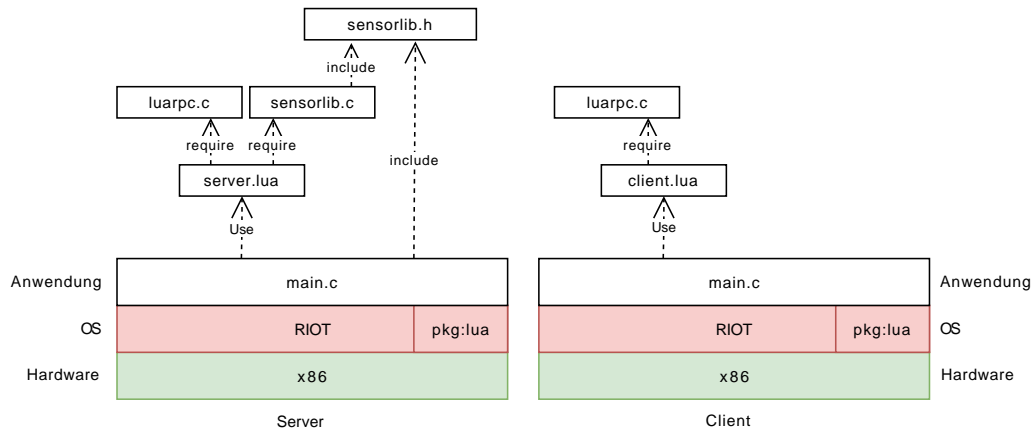 sensorlib.h
include
luarpc.c
sensorlib.c
luarpc.c
require
require
include
require
server.lua
client.lua
Use
Use
Anwendung
main.c
main.c
Anwendung
OS
RIOT
pkg:lua
RIOT
pkg:lua
OS
Hardware
x86
x86
Hardware
Server
Client